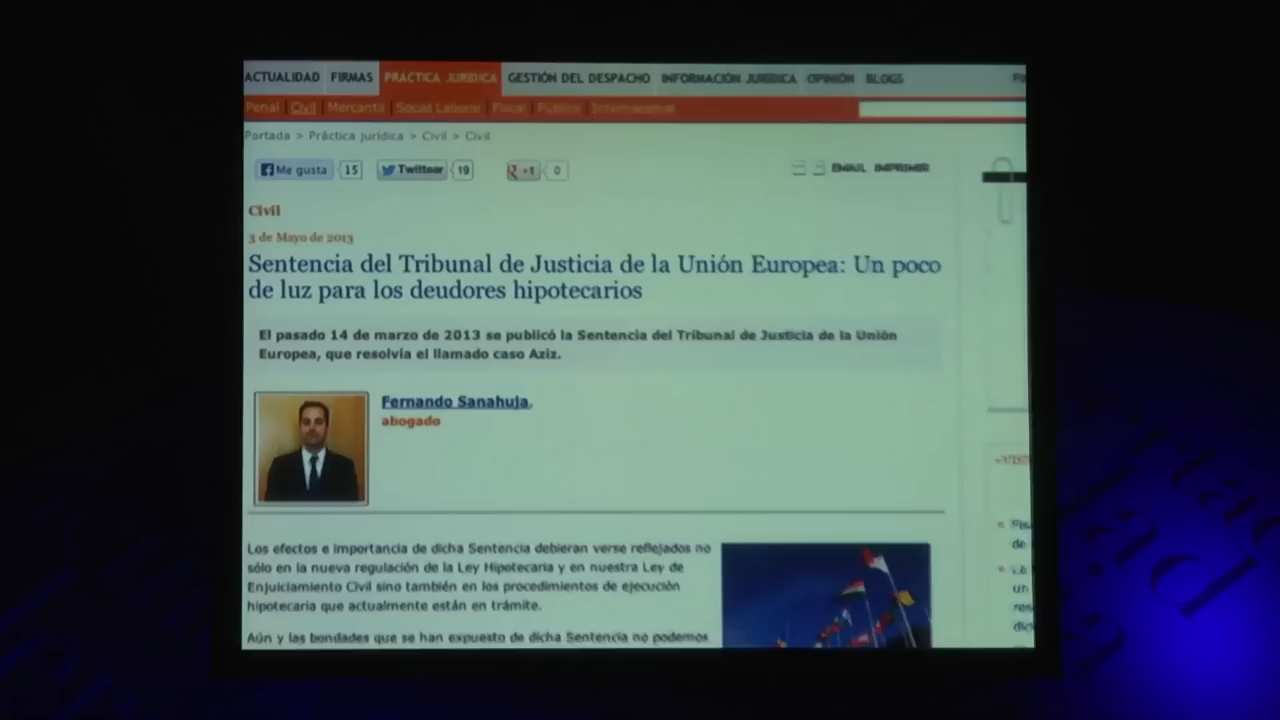 ACTUALIDAD FIRMAS PRÁCTICA JURÍDICA GESTIÓN DEL DESPACHO INFORMACIÓN JURÍDICA OPINIÓN BLOGS
Penal Civil Mercantil Social Laboral Fiscal Público Internacional
Portada > Práctica jurídica > Civil > Civil
Me gusta 15 Twittear 19 +1 0 EMAIL IMPRIMIR
Civil
3 de Mayo de 2013
Sentencia del Tribunal de Justicia de la Unión Europea: Un poco
de luz para los deudores hipotecarios
El pasado 14 de marzo de 2013 se publicó la Sentencia del Tribunal de Justicia de la Unión
Europea, que resolvía el llamado caso Aziz.
Fernando Sanahuja,
abogado
Los efectos e importancia de dicha Sentencia debieran verse reflejados no
sólo en la nueva regulación de la Ley Hipotecaria y en nuestra Ley de
Enjuiciamiento Civil sino también en los procedimientos de ejecución
hipotecaria que actualmente están en trámite.
Aún y las bondades que se han expuesto de dicha Sentencia no podemos
de
un